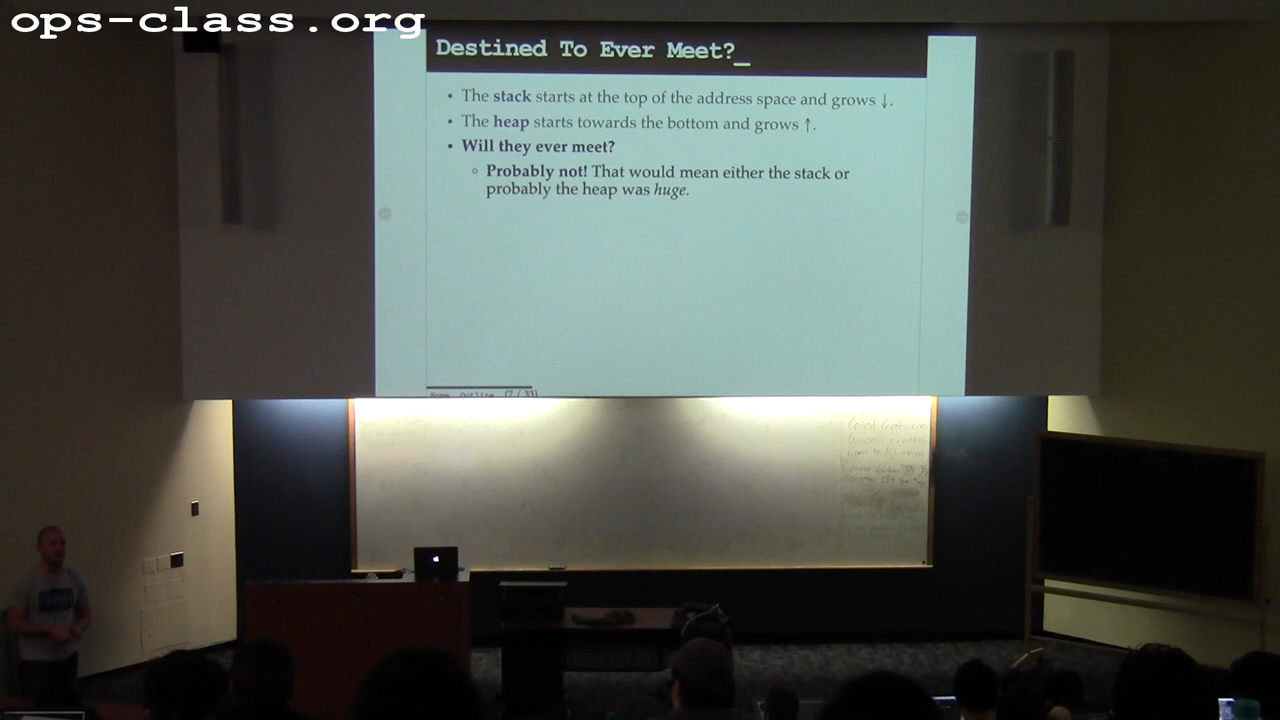 ops-class.org
Destined To Ever Meet?_
• The stack starts at the top of the address space and grows ↓.
• The heap starts towards the bottom and grows ↑.
• Will they ever meet?
◦ Probably not! That would mean either the stack or
probably the heap was huge.